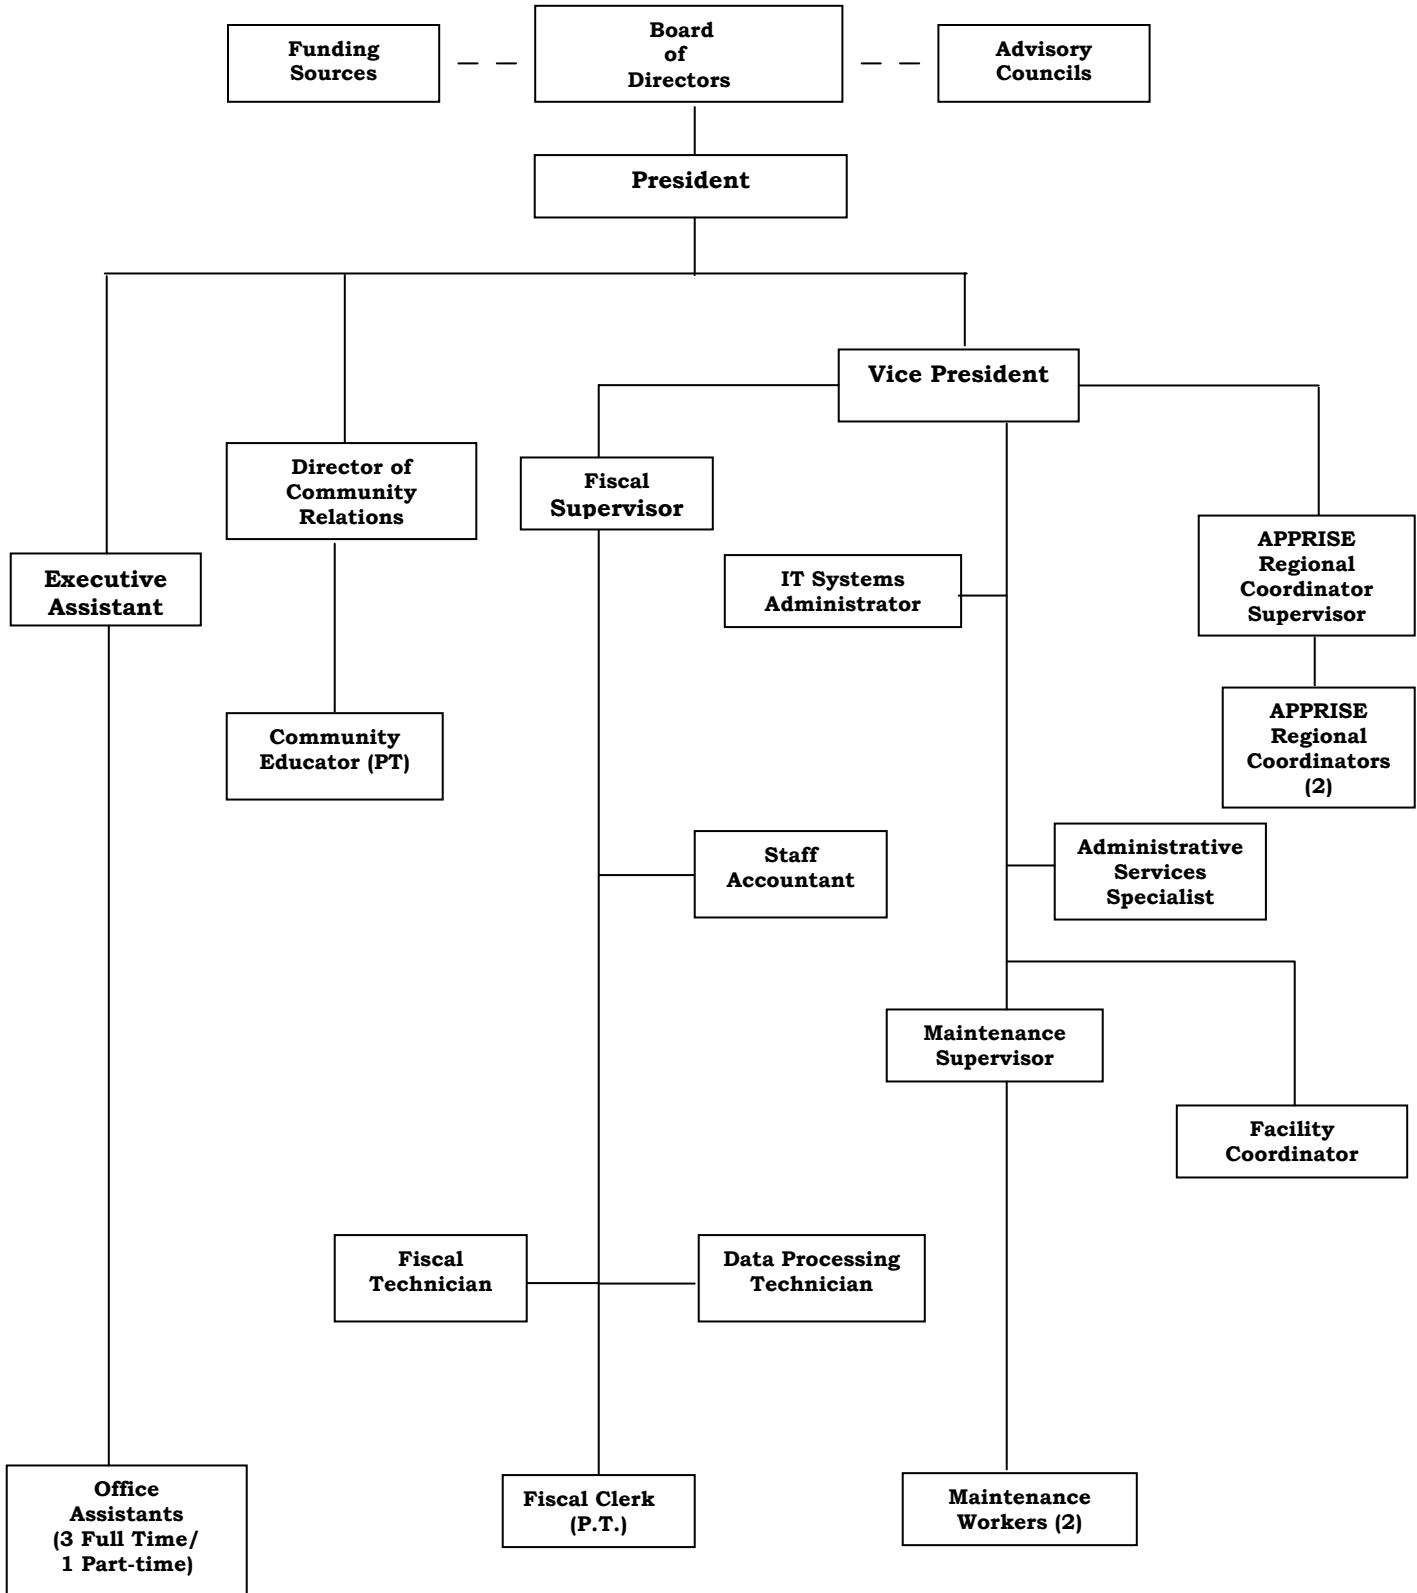 Funding
Sources
Board
of
Directors
Advisory
Councils
President
Vice President
Director of
Community
Relations
Fiscal
Supervisor
Executive
Assistant
IT Systems
Administrator
APPRISE
Regional
Coordinator
Supervisor
Community
Educator (PT)
APPRISE
Regional
Coordinators
(2)
Staff
Accountant
Administrative
Services
Specialist
Maintenance
Supervisor
Facility
Coordinator
Fiscal
Technician
Data Processing
Technician
Office
Assistants
(3 Full Time/
1 Part-time)
Fiscal Clerk
(P.T.)
Maintenance
Workers (2)